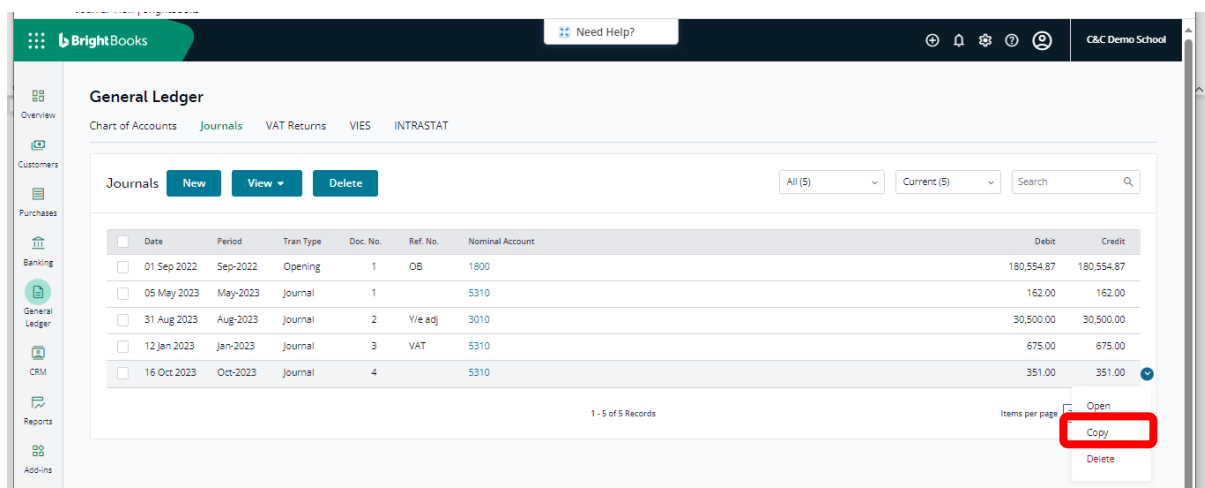 Need Help?
BrightBooks
C&C Demo School
Overview
Customers
Purchases
Banking
General
Ledger
CRM
Reports
Add-ins
General Ledger
Chart of Accounts Journals VAT Returns VIES INTRASTAT
Journals New View Delete All (5) Current (5) Search
Date Period Tran Type Doc. No. Ref. No. Nominal Account Debit Credit
01 Sep 2022 Sep-2022 Opening 1 OB 1800 180,554.87 180,554.87
05 May 2023 May-2023 Journal 1 5310 162.00 162.00
31 Aug 2023 Aug-2023 Journal 2 Y/e adj 3010 30,500.00 30,500.00
12 Jan 2023 Jan-2023 Journal 3 VAT 5310 675.00 675.00
16 Oct 2023 Oct-2023 Journal 4 5310 351.00 351.00
1 - 5 of 5 Records Items per page
Open
Copy
Delete